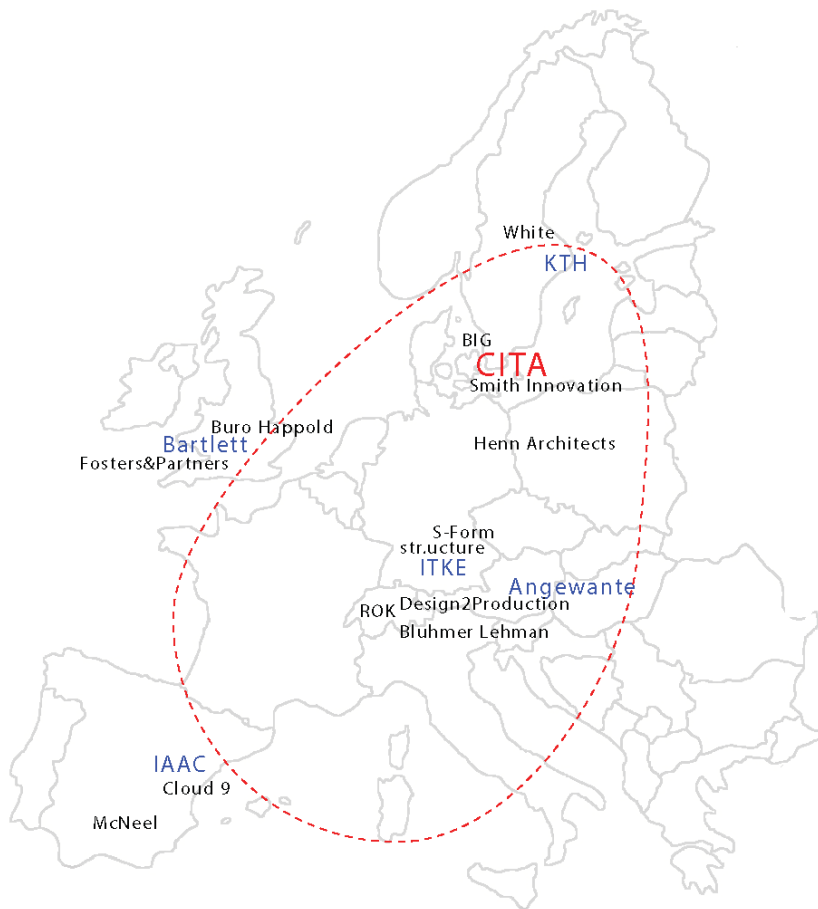 White
KTH
BIG
CITA
Smith Innovation
Buro Happold
Bartlett
Fosters&Partners
Henn Architects
S-Form
str.ucture
ITKE
Angewante
ROK
Design2Production
Bluhmer Lehman
IAAC
Cloud 9
McNeel